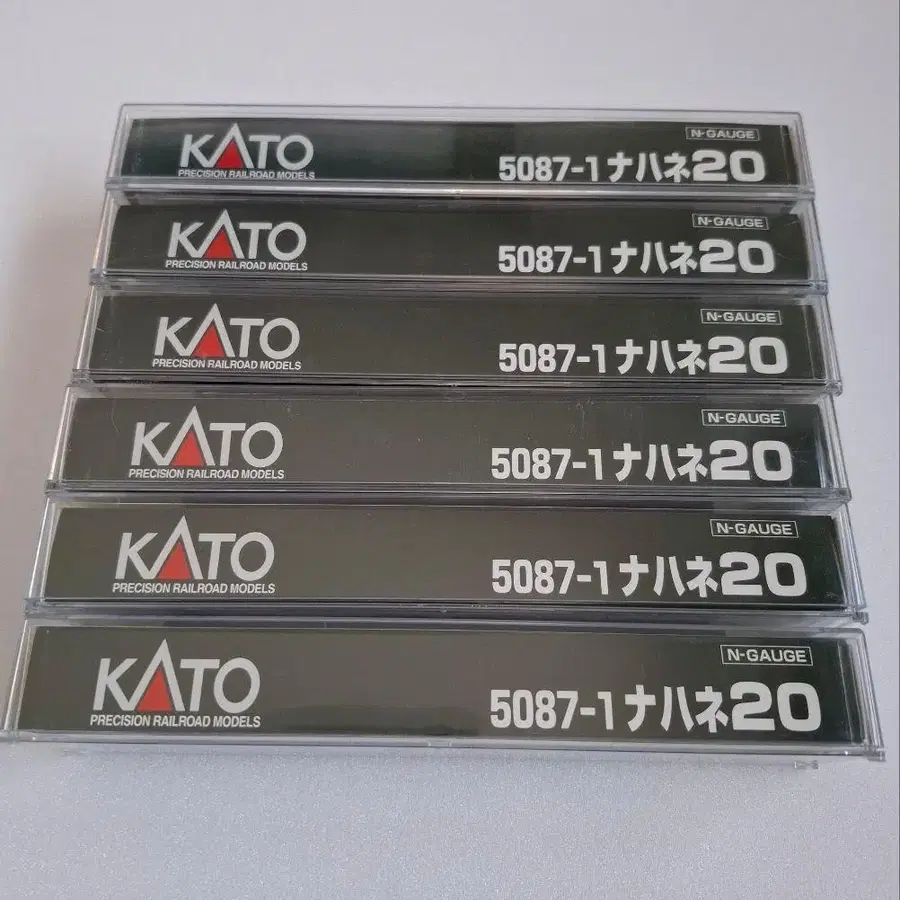 KATO
PRECISION RAILROAD MODELS
N-GAUGE
5087-1ナハネ20
KATO
PRECISION RAILROAD MODELS
N-GAUGE
5087-1ナハネ20
KATO
PRECISION RAILROAD MODELS
N-GAUGE
5087-1ナハネ20
KATO
PRECISION RAILROAD MODELS
N-GAUGE
5087-1ナハネ20
KATO
PRECISION RAILROAD MODELS
N-GAUGE
5087-1ナハネ20
KATO
PRECISION RAILROAD MODELS
N-GAUGE
5087-1ナハネ20